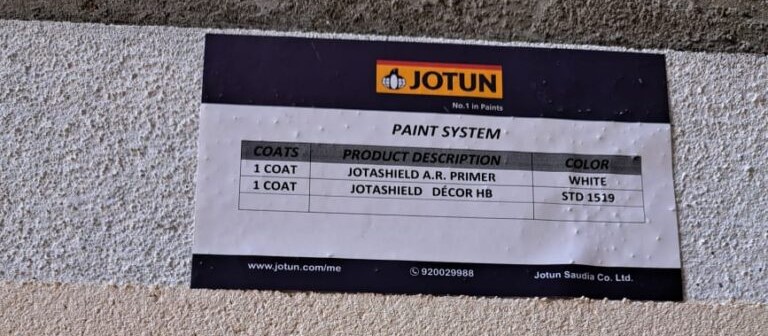 JOTUN
No.1 in Paints
PAINT SYSTEM
COATS PRODUCT DESCRIPTION COLOR
1 COAT JOTASHIELD A.R. PRIMER WHITE
1 COAT JOTASHIELD DÉCOR HB STD 1519
www.jotun.com/me 920029988 Jotun Saudia Co. Ltd.